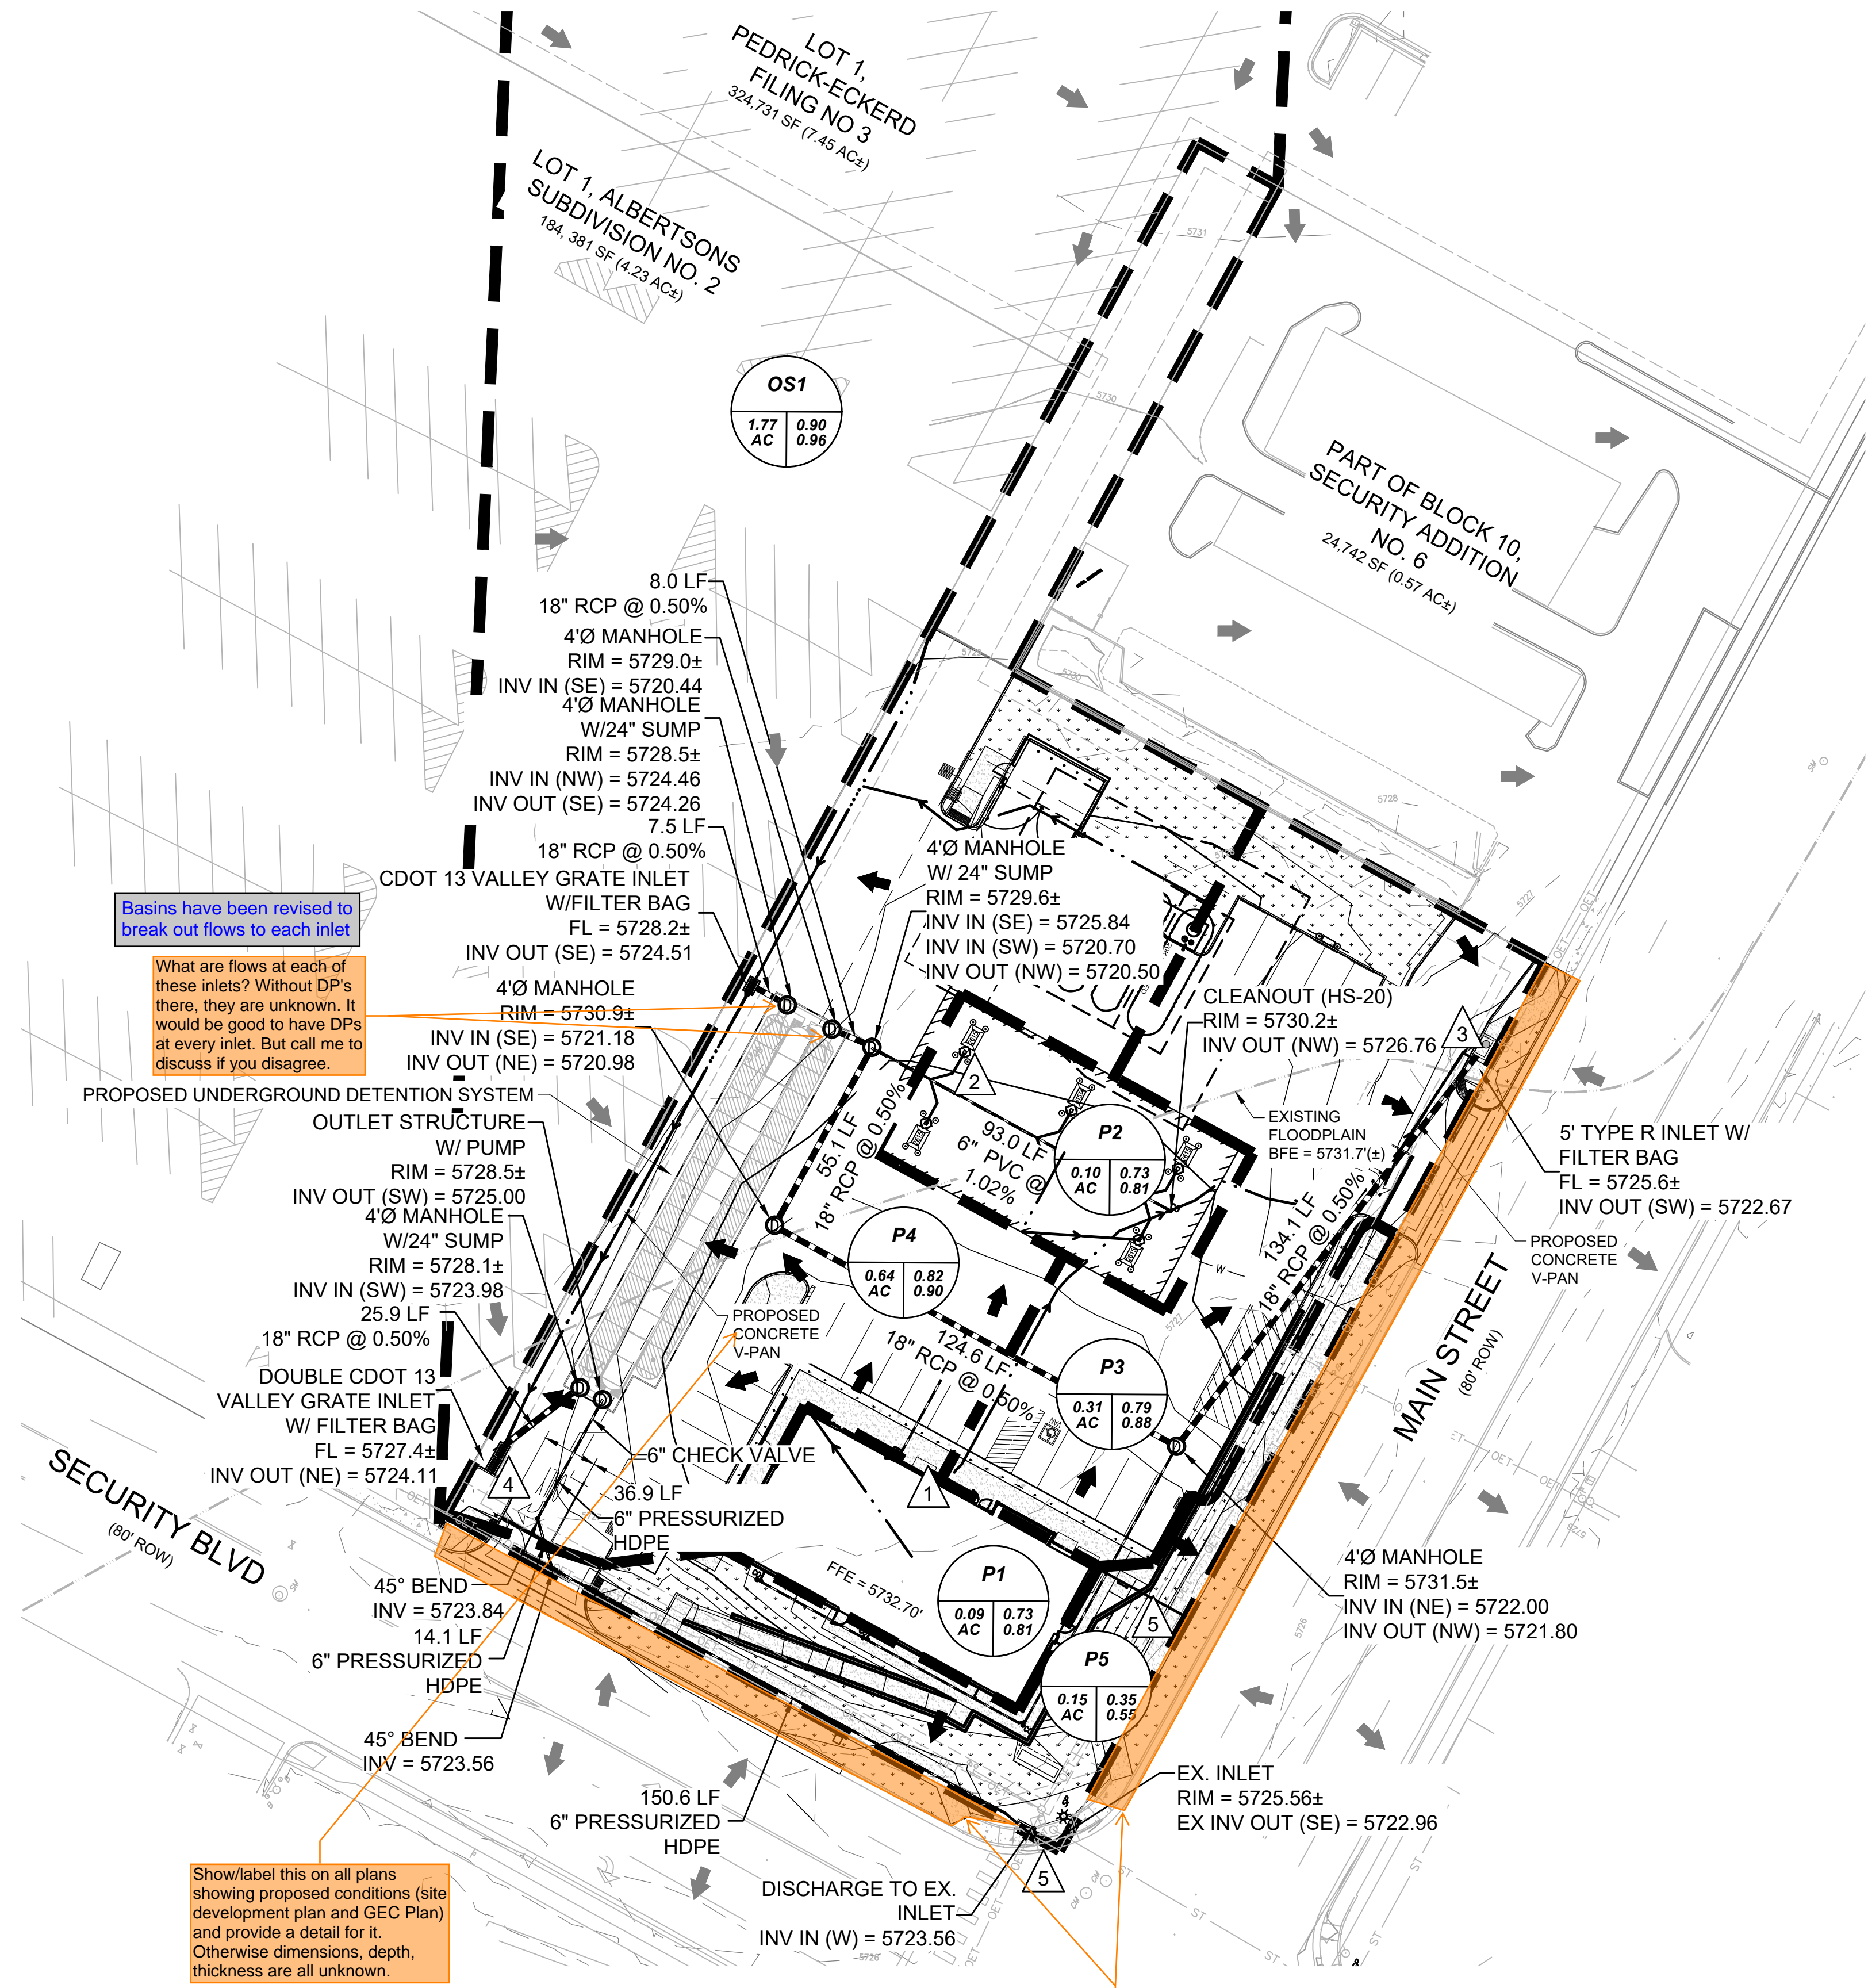 LOT 1,
PEDRICK-ECKERD
FILING NO 3
324,731 SF (7.45 AC±)
LOT 1, ALBERTSONS
SUBDIVISION NO. 2
184, 381 SF (4.23 AC±)
5731
5730
OS1
1.77
AC
0.90
0.96
PART OF BLOCK 10,
SECURITY ADDITION
NO. 6
24,742 SF (0.57 AC±)
8.0 LF
18" RCP @ 0.50%
4'Ø MANHOLE
RIM = 5729.0±
INV IN (SE) = 5720.44
4'Ø MANHOLE
W/24" SUMP
RIM = 5728.5±
INV IN (NW) = 5724.46
INV OUT (SE) = 5724.26
7.5 LF
18" RCP @ 0.50%
CDOT 13 VALLEY GRATE INLET
W/FILTER BAG
FL = 5728.2±
INV OUT (SE) = 5724.51
4'Ø MANHOLE
RIM = 5730.9±
INV IN (SE) = 5721.18
INV OUT (NE) = 5720.98
PROPOSED UNDERGROUND DETENTION SYSTEM
OUTLET STRUCTURE
W/ PUMP
RIM = 5728.5±
INV OUT (SW) = 5725.00
4'Ø MANHOLE
W/24" SUMP
RIM = 5728.1±
INV IN (SW) = 5723.98
25.9 LF
18" RCP @ 0.50%
DOUBLE CDOT 13
VALLEY GRATE INLET
W/ FILTER BAG
FL = 5727.4±
INV OUT (NE) = 5724.11
Basins have been revised to
break out flows to each inlet
What are flows at each of
these inlets? Without DP's
there, they are unknown. It
would be good to have DPs
at every inlet. But call me to
discuss if you disagree.
4'Ø MANHOLE
W/ 24" SUMP
RIM = 5729.6±
INV IN (SE) = 5725.84
INV IN (SW) = 5720.70
INV OUT (NW) = 5720.50
5728
5727
OET
CLEANOUT (HS-20)
RIM = 5730.2±
INV OUT (NW) = 5726.76
3
2
EXISTING
FLOODPLAIN
BFE = 5731.7'(±)
5' TYPE R INLET W/
FILTER BAG
FL = 5725.6±
INV OUT (SW) = 5722.67
PROPOSED
CONCRETE
V-PAN
55.1 LF
18" RCP @ 0.50%
93.0 LF
6" PVC @
1.02%
P2
0.10
AC
0.73
0.81
134.1 LF
18" RCP @ 0.50%
P4
0.64
AC
0.82
0.90
W
5727
PROPOSED
CONCRETE
V-PAN
124.6 LF
18" RCP @ 0.50%
P3
0.31
AC
0.79
0.88
VAN
MAIN STREET
(80' ROW)
SECURITY BLVD
(80' ROW)
4
6" CHECK VALVE
36.9 LF
6" PRESSURIZED
HDPE
1
FFE = 5732.70'
P1
0.09
AC
0.73
0.81
5
P5
0.15
AC
0.35
0.55
4'Ø MANHOLE
RIM = 5731.5±
INV IN (NE) = 5722.00
INV OUT (NW) = 5721.80
5726
45° BEND
INV = 5723.84
14.1 LF
6" PRESSURIZED
HDPE
45° BEND
INV = 5723.56
150.6 LF
6" PRESSURIZED
HDPE
EX. INLET
RIM = 5725.56±
EX INV OUT (SE) = 5722.96
5
DISCHARGE TO EX.
INLET
INV IN (W) = 5723.56
5726
ST
ST
ST
ST
Show/label this on all plans
showing proposed conditions (site
development plan and GEC Plan)
and provide a detail for it.
Otherwise dimensions, depth,
thickness are all unknown.